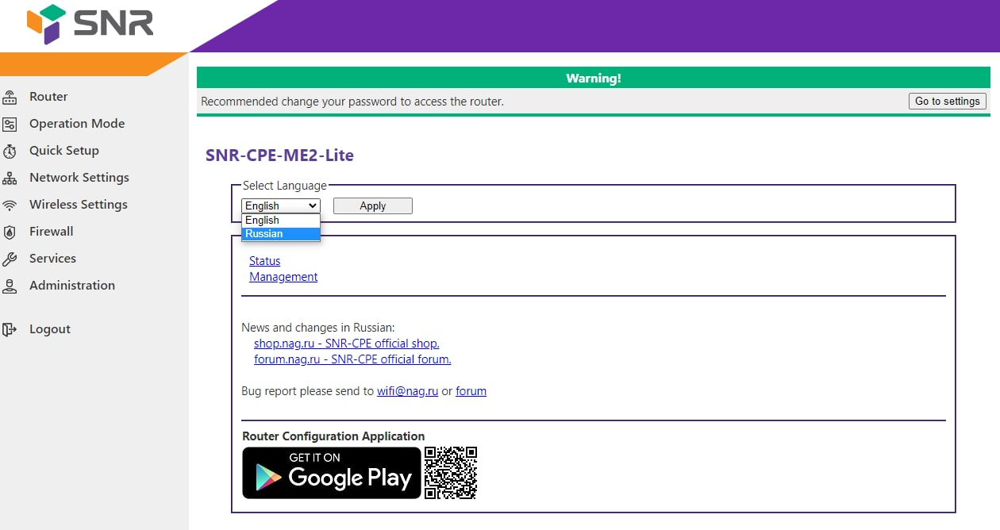 SNR
Router
Operation Mode
Quick Setup
Network Settings
Wireless Settings
Firewall
Services
Administration
Logout
Warning!
Recommended change your password to access the router.
Go to settings
SNR-CPE-ME2-Lite
Select Language
English
Apply
English
Russian
Status
Management
News and changes in Russian:
shop.nag.ru - SNR-CPE official shop.
forum.nag.ru - SNR-CPE official forum.
Bug report please send to wifi@nag.ru or forum
Router Configuration Application
GET IT ON
Google Play